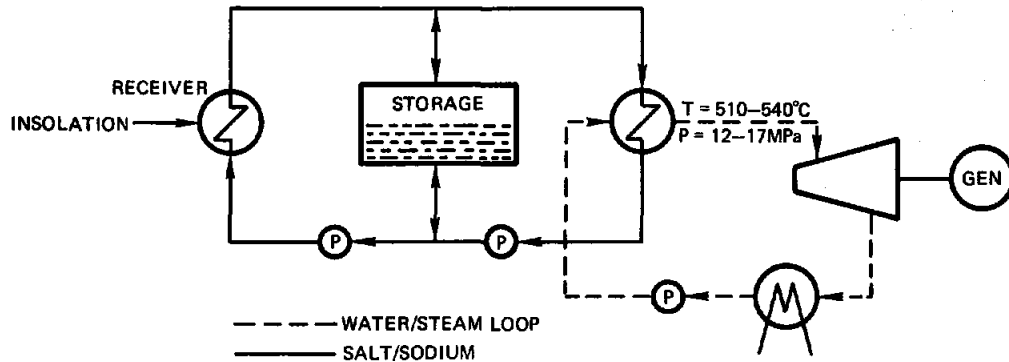 RECEIVER
INSOLATION
STORAGE
T = 510–540°C
P = 12–17MPa
GEN
P
P
P
WATER/STEAM LOOP
SALT/SODIUM